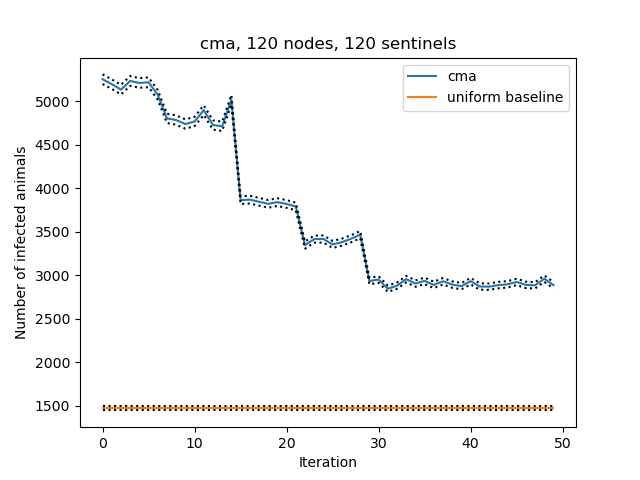 cma, 120 nodes, 120 sentinels
cma
uniform baseline
Number of infected animals
5000
4500
4000
3500
3000
2500
2000
1500
0 10 20 30 40 50
Iteration